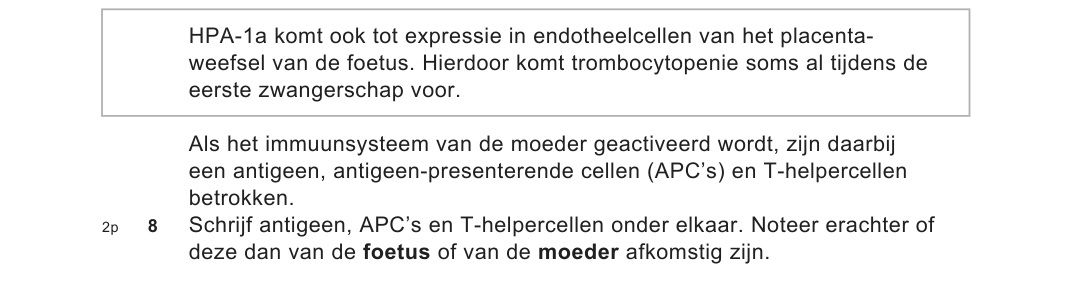 HPA-1a komt ook tot expressie in endotheelcellen van het placenta-
weefsel van de foetus. Hierdoor komt trombocytopenie soms al tijdens de
eerste zwangerschap voor.
Als het immuunsysteem van de moeder geactiveerd wordt, zijn daarbij
een antigeen, antigeen-presenterende cellen (APC’s) en T-helpercellen
betrokken.
2p 8 Schrijf antigeen, APC’s en T-helpercellen onder elkaar. Noteer erachter of
deze dan van de foetus of van de moeder afkomstig zijn.